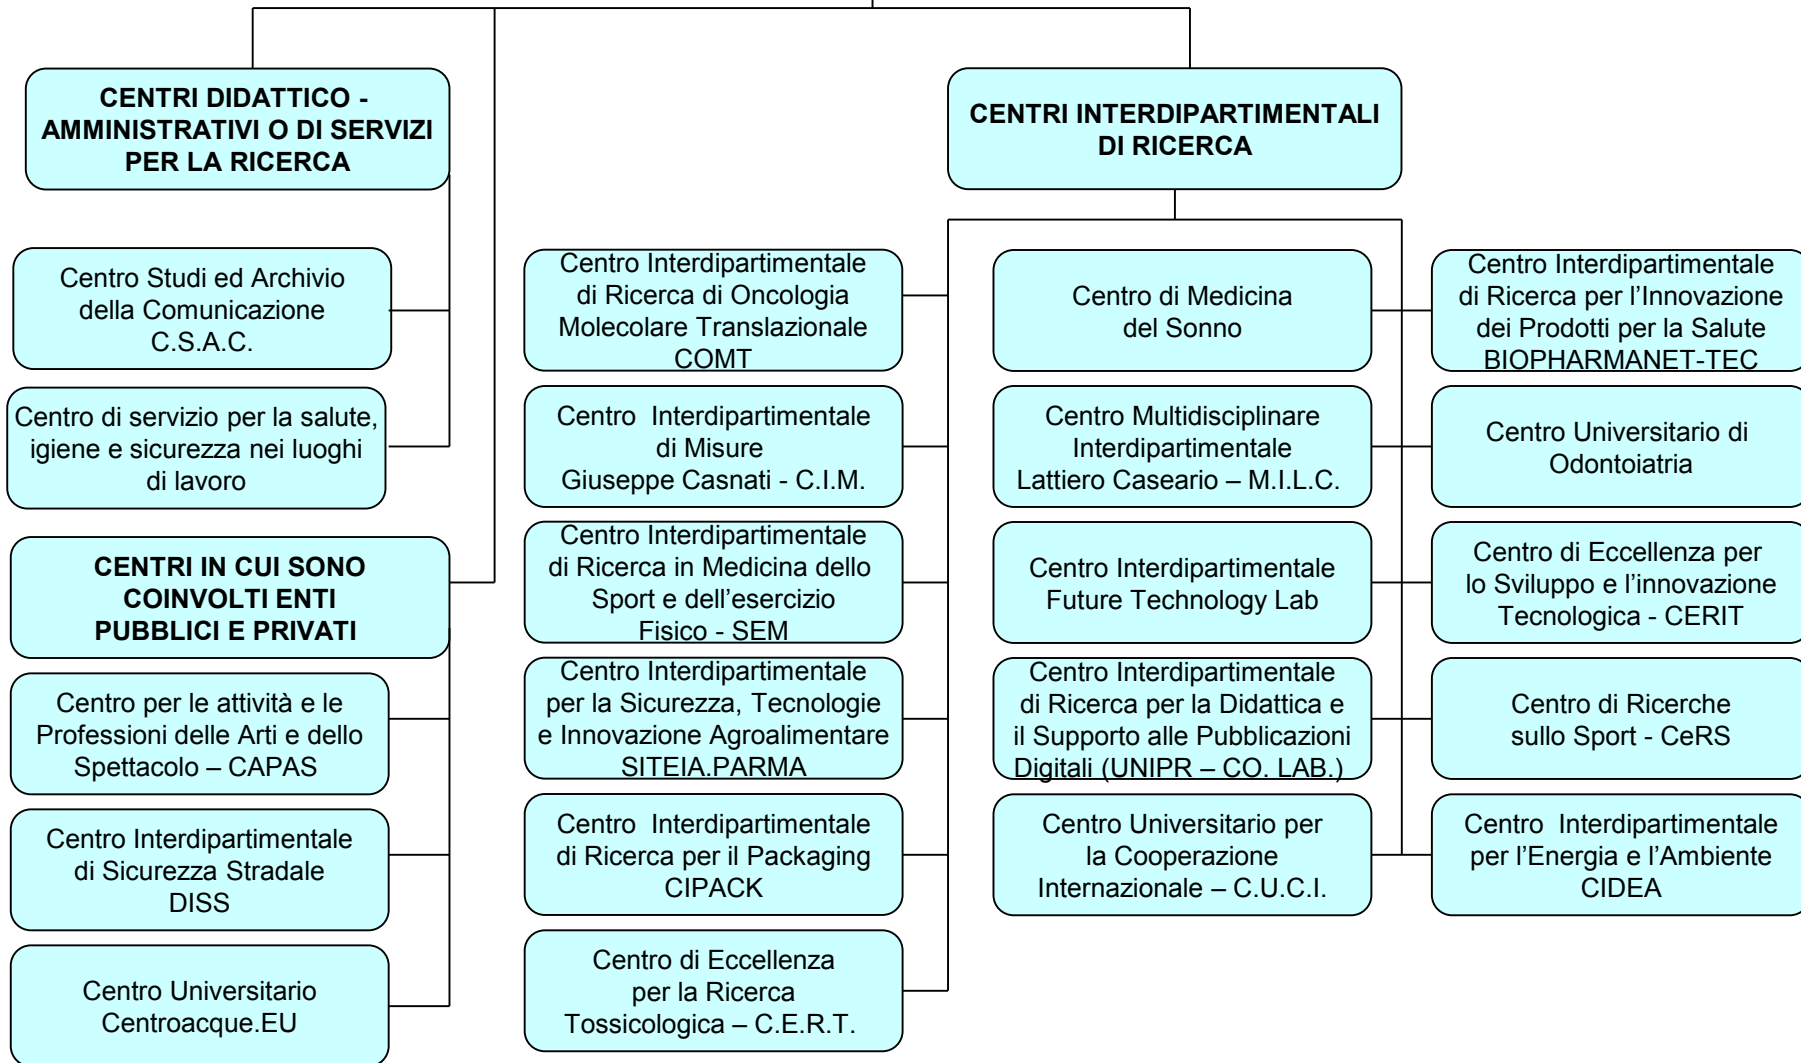 CENTRI DIDATTICO -
AMMINISTRATIVI O DI SERVIZI
PER LA RICERCA
Centro Studi ed Archivio
della Comunicazione
C.S.A.C.
Centro di servizio per la salute,
igiene e sicurezza nei luoghi
di lavoro
CENTRI IN CUI SONO
COINVOLTI ENTI
PUBBLICI E PRIVATI
Centro per le attività e le
Professioni delle Arti e dello
Spettacolo – CAPAS
Centro Interdipartimentale
di Sicurezza Stradale
DISS
Centro Universitario
Centroacque.EU
CENTRI INTERDIPARTIMENTALI
DI RICERCA
Centro Interdipartimentale
di Ricerca di Oncologia
Molecolare Translazionale
COMT
Centro Interdipartimentale
di Misure
Giuseppe Casnati - C.I.M.
Centro Interdipartimentale
di Ricerca in Medicina dello
Sport e dell’esercizio
Fisico - SEM
Centro Interdipartimentale
per la Sicurezza, Tecnologie
e Innovazione Agroalimentare
SITEIA.PARMA
Centro Interdipartimentale
di Ricerca per il Packaging
CIPACK
Centro di Eccellenza
per la Ricerca
Tossicologica – C.E.R.T.
Centro di Medicina
del Sonno
Centro Multidisciplinare
Interdipartimentale
Lattiero Caseario – M.I.L.C.
Centro Interdipartimentale
Future Technology Lab
Centro Interdipartimentale
di Ricerca per la Didattica e
il Supporto alle Pubblicazioni
Digitali (UNIPR – CO. LAB.)
Centro Universitario per
la Cooperazione
Internazionale – C.U.C.I.
Centro Interdipartimentale
di Ricerca per l’Innovazione
dei Prodotti per la Salute
BIOPHARMANET-TEC
Centro Universitario di
Odontoiatria
Centro di Eccellenza per
lo Sviluppo e l’innovazione
Tecnologica - CERIT
Centro di Ricerche
sullo Sport - CeRS
Centro Interdipartimentale
per l’Energia e l’Ambiente
CIDEA